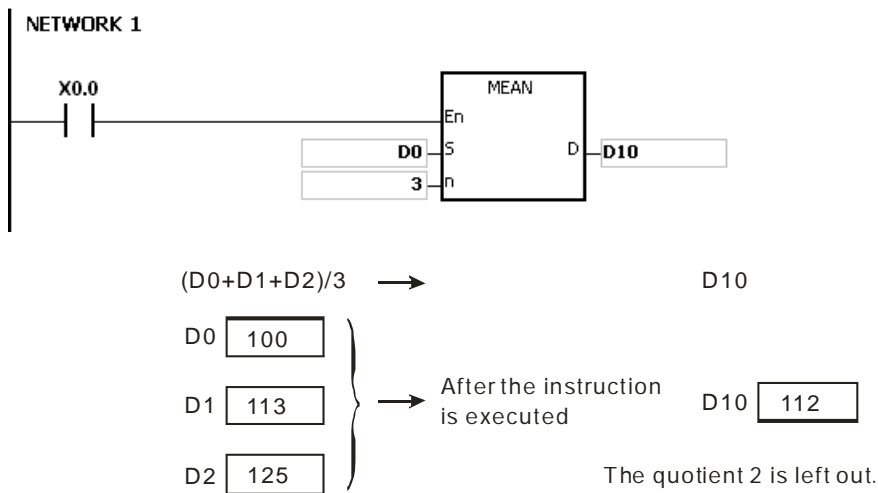 NETWORK 1
X0.0
MEAN
En
D0 S D D10
3 n
(D0+D1+D2)/3 → D10
D0 100
D1 113
D2 125
After the instruction
is executed
D10 112
The quotient 2 is left out.